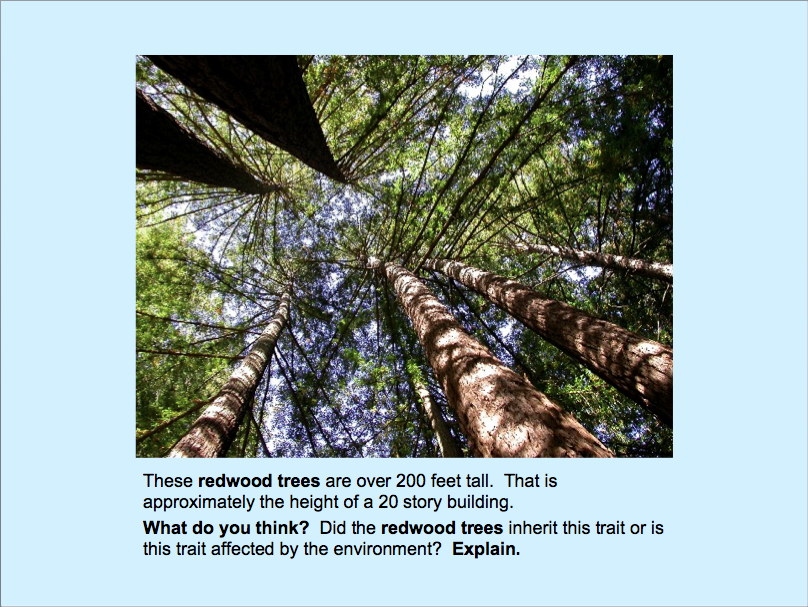 These redwood trees are over 200 feet tall.  That is
approximately the height of a 20 story building.
What do you think?  Did the redwood trees inherit this trait or is
this trait affected by the environment?  Explain.